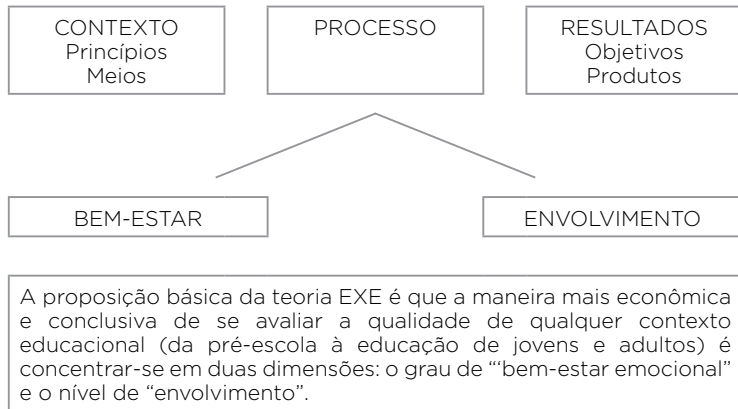 CONTEXTO
Princípios
Meios
PROCESSO
RESULTADOS
Objetivos
Produtos
BEM-ESTAR
ENVOLVIMENTO
A proposição básica da teoria EXE é que a maneira mais econômica
e conclusiva de se avaliar a qualidade de qualquer contexto
educacional (da pré-escola à educação de jovens e adultos) é
concentrar-se em duas dimensões: o grau de “‘bem-estar emocional”
e o nível de “envolvimento”.